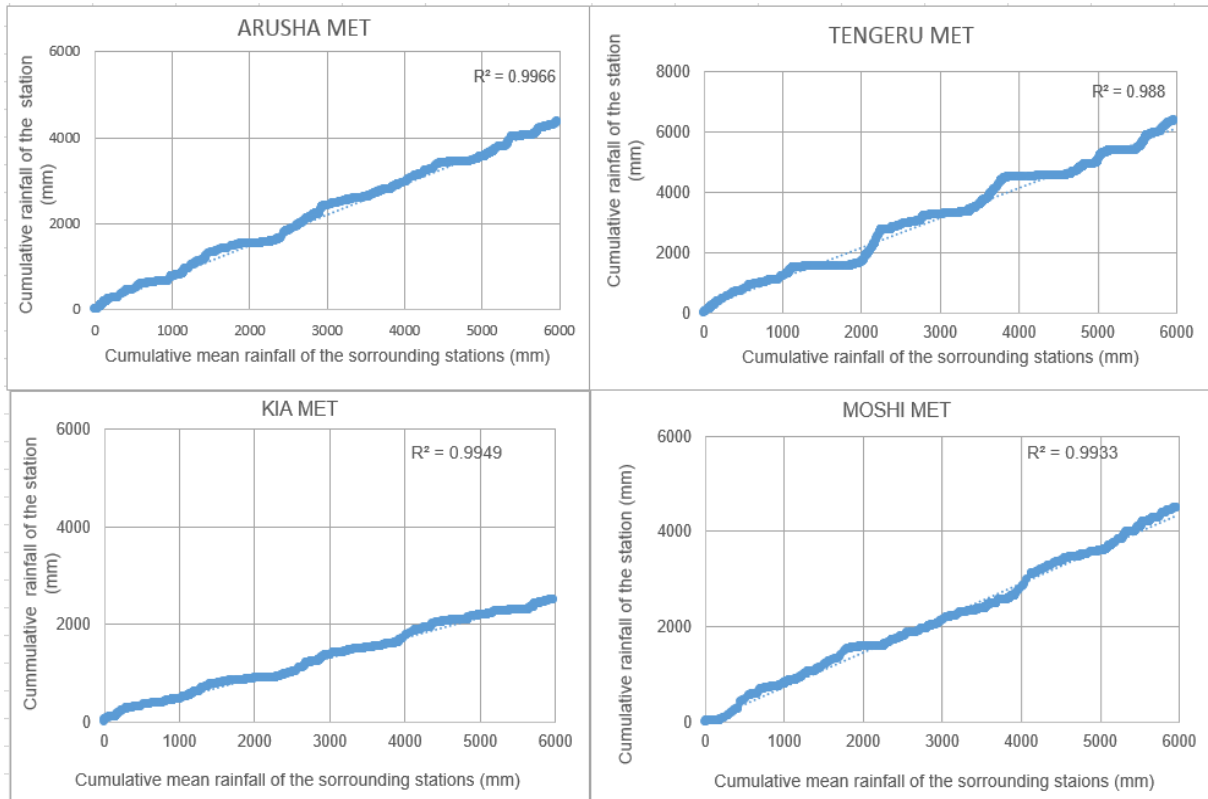 ARUSHA MET
R² = 0.9966
6000
4000
2000
0
0 1000 2000 3000 4000 5000 6000
Cumulative rainfall of the station
(mm)
Cumulative mean rainfall of the sorrounding stations (mm)
TENGERU MET
R² = 0.988
8000
6000
4000
2000
0
0 1000 2000 3000 4000 5000 6000
Cumulative rainfall of the station
(mm)
Cumulative rainfall of the sorrounding stations (mm)
KIA MET
R² = 0.9949
6000
4000
2000
0
0 1000 2000 3000 4000 5000 6000
Cummulative rainfall of the station
(mm)
Cumulative mean rainfall of the sorrounding stations (mm)
MOSHI MET
R² = 0.9933
6000
4000
2000
0
0 1000 2000 3000 4000 5000 6000
Cumulative rainfall of the station (mm)
Cumulative mean rainfall of the sorrounding stations (mm)